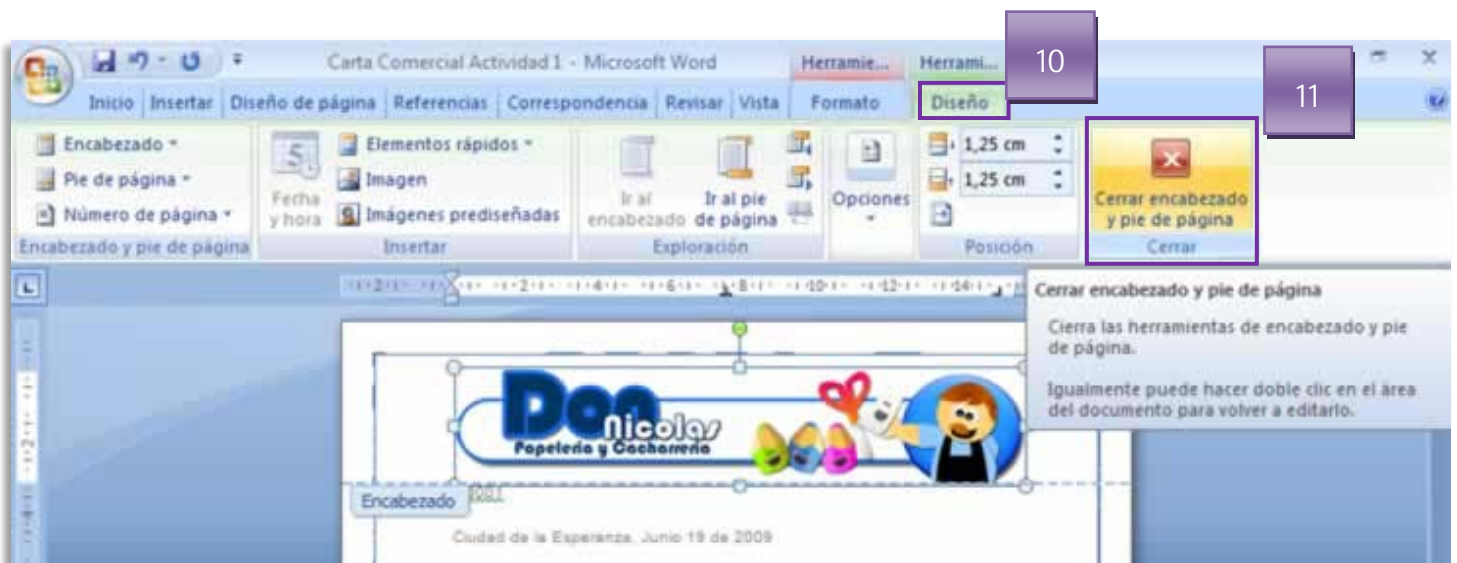 10
11
Carta Comercial Actividad 1 - Microsoft Word
Herramie...
Herrami...
Inicio Insertar Diseño de página Referencias Correspondencia Revisar Vista Formato Diseño
Encabezado
Pie de página
Número de página
Encabezado y pie de página
5
Fecha
y hora
Elementos rápidos
Imagen
Imágenes prediseñadas
Insertar
Ir al
encabezado
Ir al pie
de página
Exploración
Opciones
1,25 cm
1,25 cm
Posición
Cerrar encabezado
y pie de página
Cerrar
L
Cerrar encabezado y pie de página
Cierra las herramientas de encabezado y pie
de página.
Igualmente puede hacer doble clic en el área
del documento para volver a editarlo.
Don
Nicolas
Papelería y Cacharrería
Encabezado
Ciudad de la Esperanza, Junio 19 de 2009